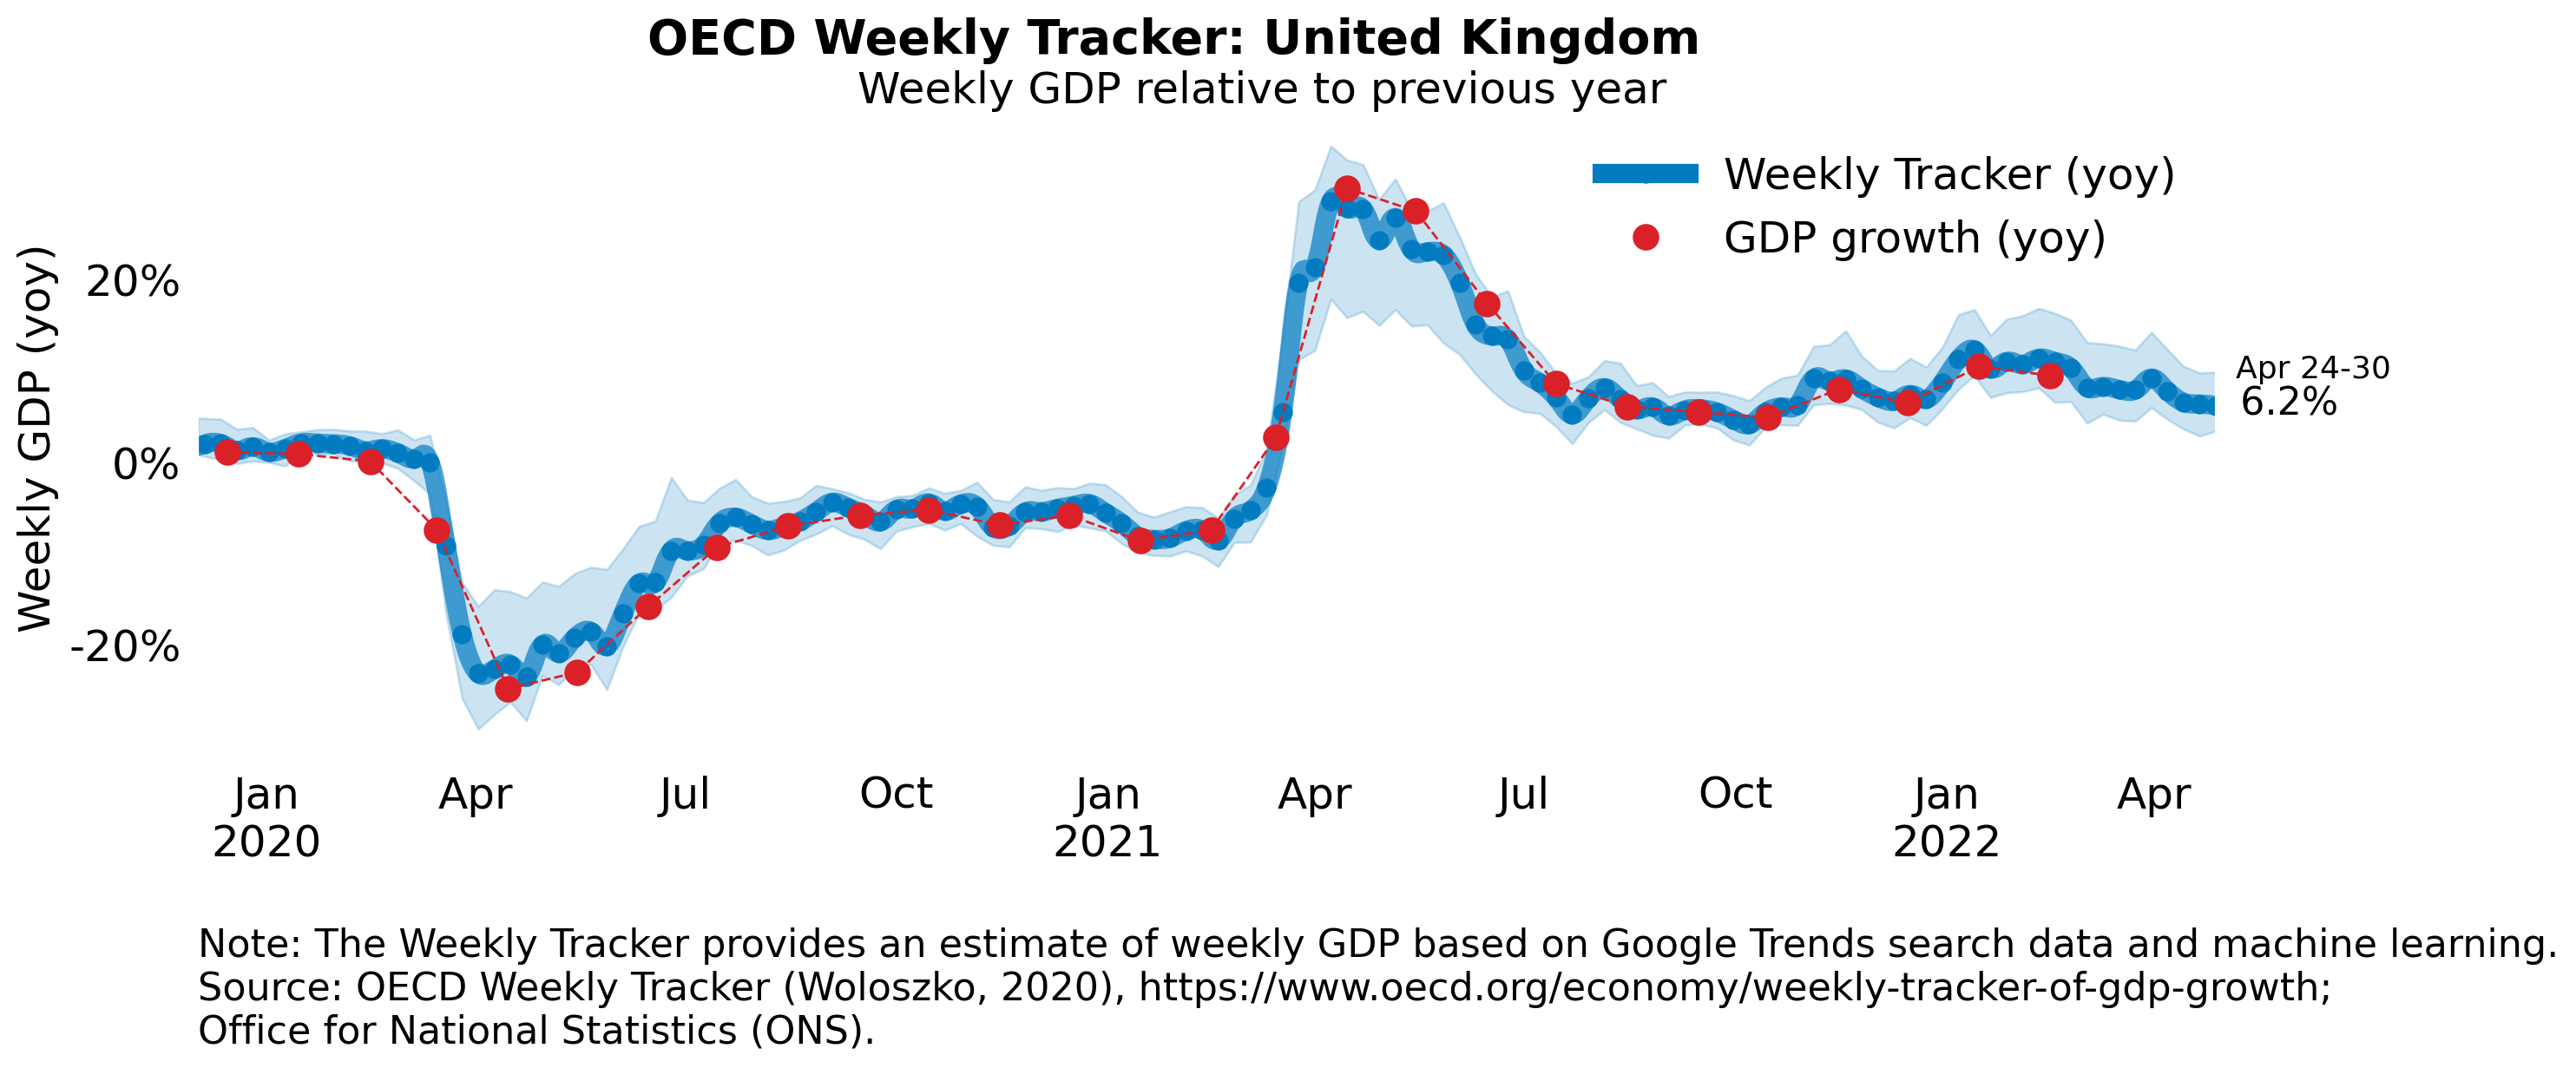 OECD Weekly Tracker: United Kingdom
Weekly GDP relative to previous year
Weekly Tracker (yoy)
GDP growth (yoy)
Weekly GDP (yoy)
20%
0%
-20%
Apr 24-30
6.2%
Jan Apr Jul Oct Jan Apr Jul Oct Jan Apr
2020 2021 2022
Note: The Weekly Tracker provides an estimate of weekly GDP based on Google Trends search data and machine learning.
Source: OECD Weekly Tracker (Woloszko, 2020), https://www.oecd.org/economy/weekly-tracker-of-gdp-growth;
Office for National Statistics (ONS).